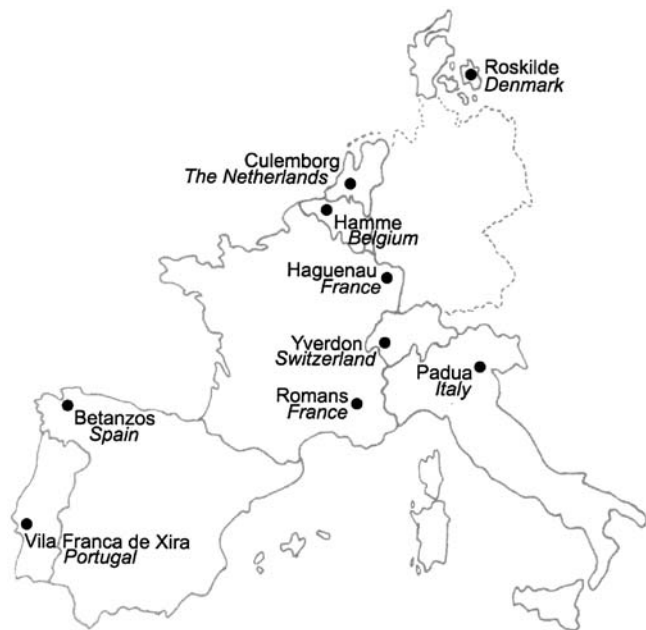 Roskilde
Denmark
Culemborg
The Netherlands
Hamme
Belgium
Haguenau
France
Yverdon
Switzerland
Padua
Italy
Romans
France
Betanzos
Spain
Vila Franca de Xira
Portugal